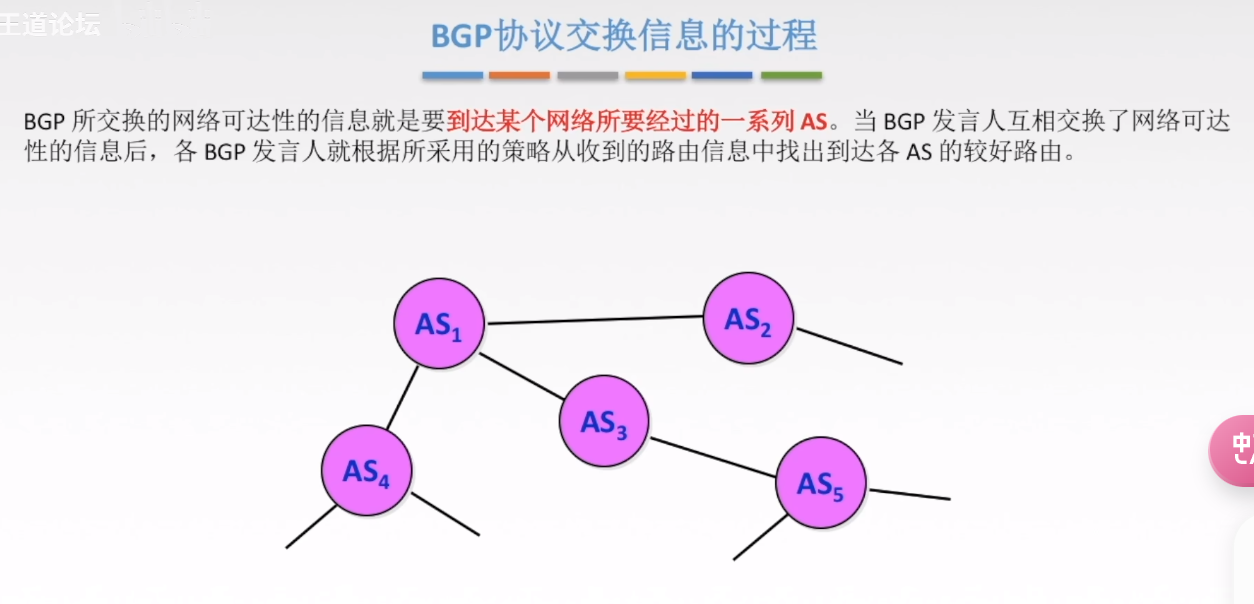 王道论坛
BGP协议交换信息的过程
BGP 所交换的网络可达性的信息就是要到达某个网络所要经过的一系列 AS。当 BGP 发言人互相交换了网络可达
性的信息后，各 BGP 发言人就根据所采用的策略从收到的路由信息中找出到达各 AS 的较好路由。
AS1
AS2
AS3
AS4
AS5
中